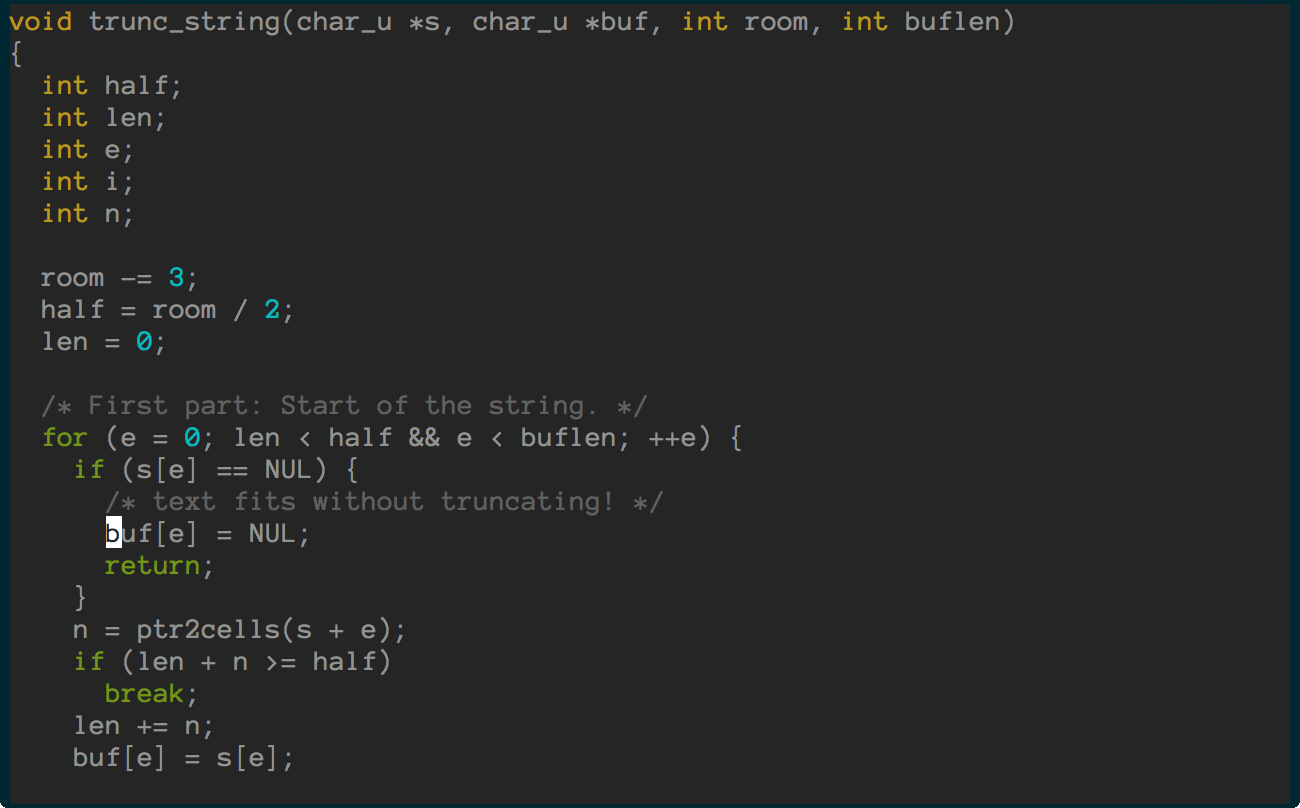 void trunc_string(char_u *s, char_u *buf, int room, int buflen)
{
  int half;
  int len;
  int e;
  int i;
  int n;

  room -= 3;
  half = room / 2;
  len = 0;

  /* First part: Start of the string. */
  for (e = 0; len < half && e < buflen; ++e) {
    if (s[e] == NUL) {
      /* text fits without truncating! */
      buf[e] = NUL;
      return;
    }
    n = ptr2cells(s + e);
    if (len + n >= half)
      break;
    len += n;
    buf[e] = s[e];